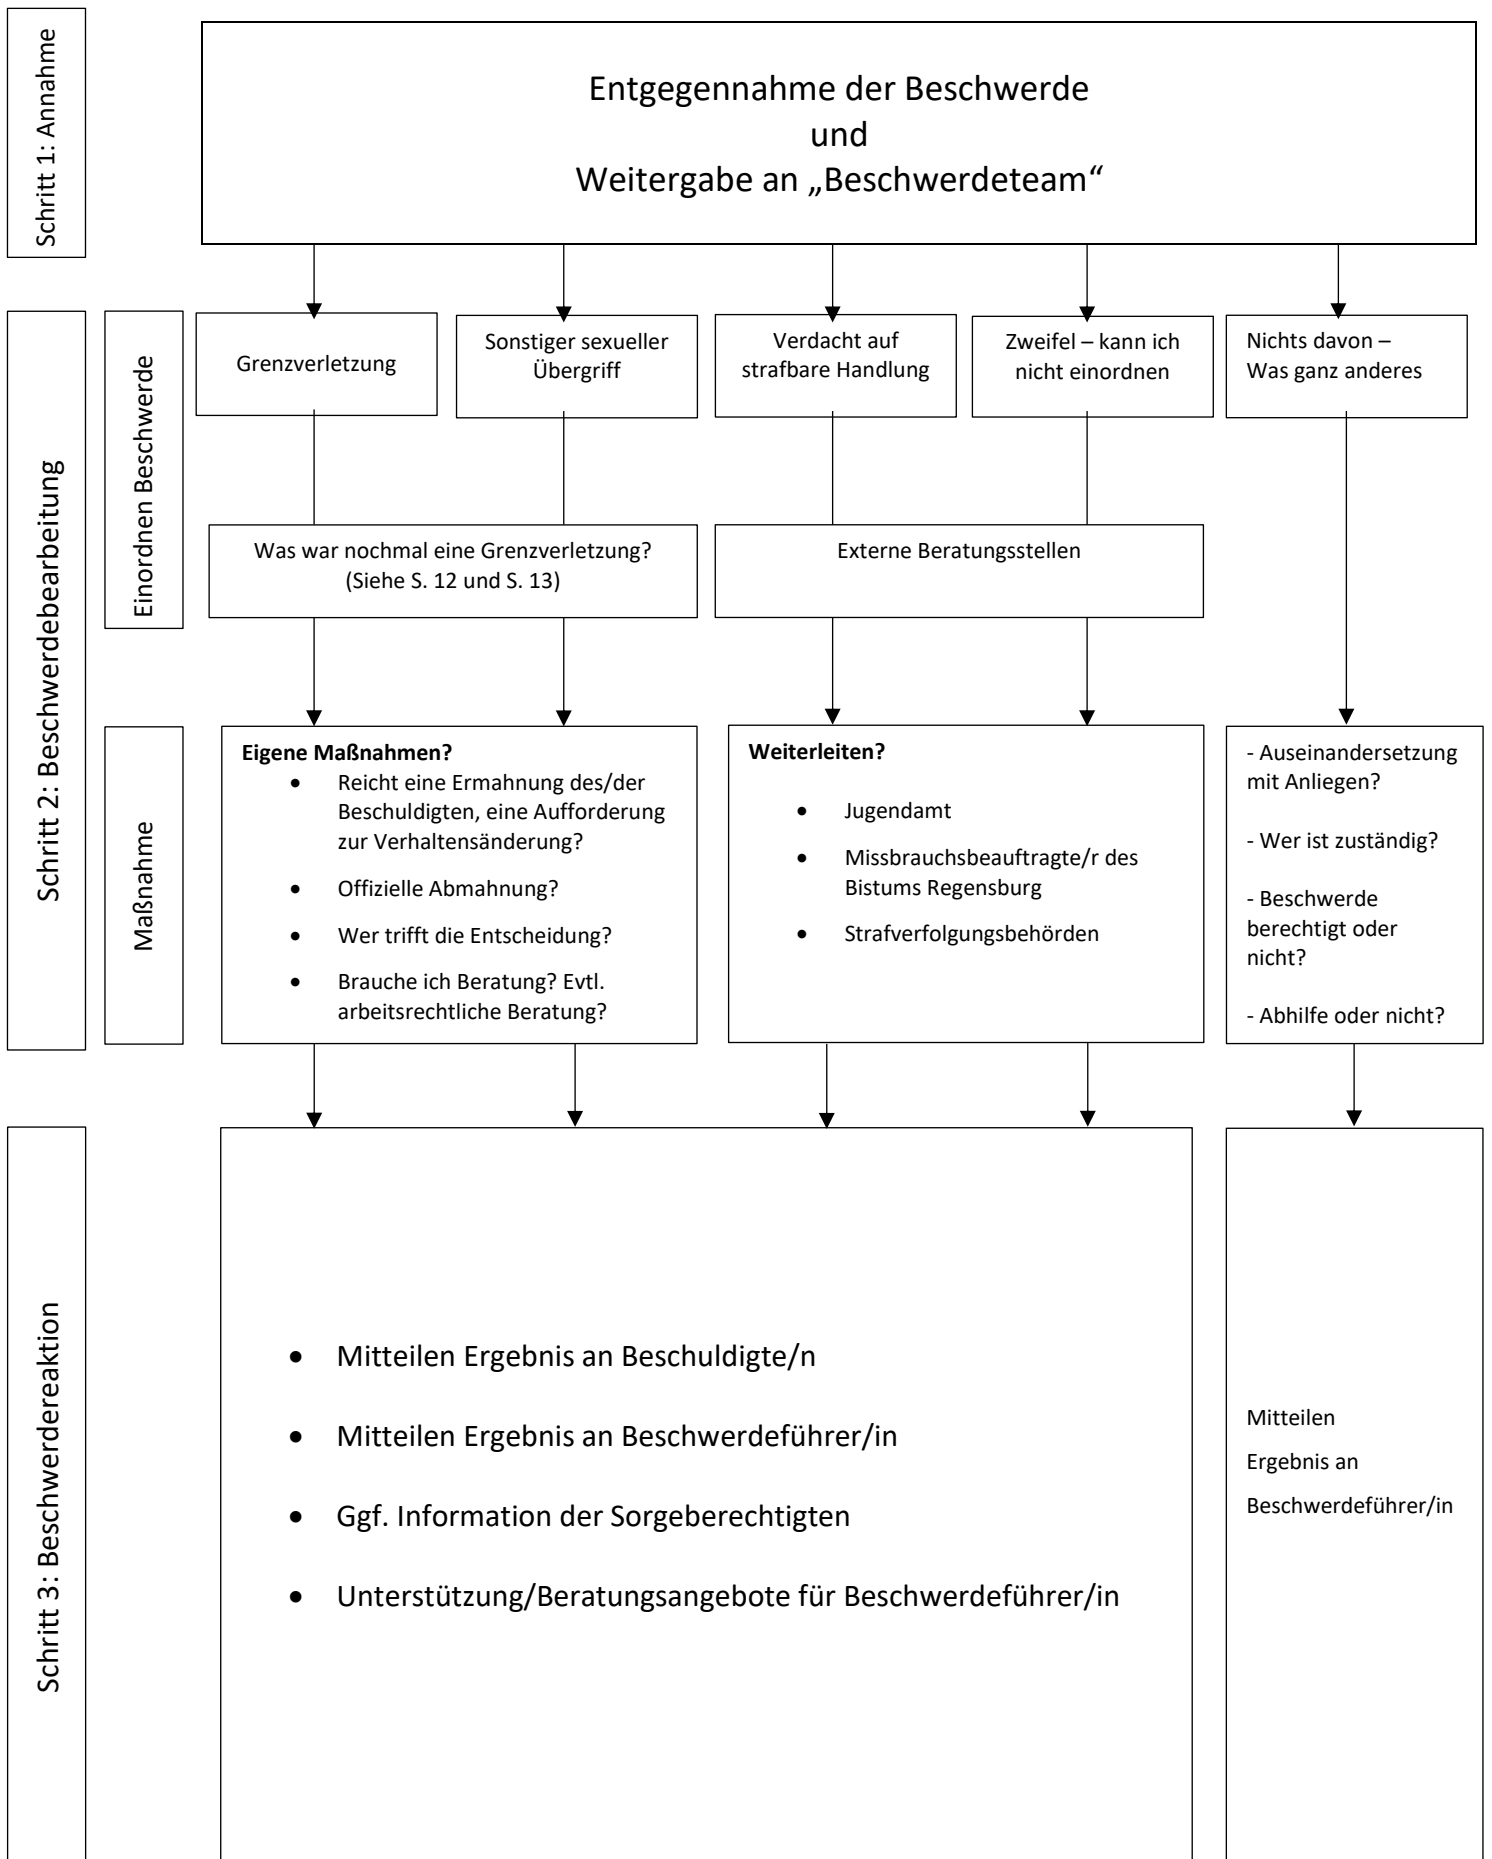 Schritt 1: Annahme
Entgegennahme der Beschwerde
und
Weitergabe an „Beschwerdeteam“
Schritt 2: Beschwerdebearbeitung
Einordnen Beschwerde
Grenzverletzung
Sonstiger sexueller
Übergriff
Verdacht auf
strafbare Handlung
Zweifel – kann ich
nicht einordnen
Nichts davon –
Was ganz anderes
Was war nochmal eine Grenzverletzung?
(Siehe S. 12 und S. 13)
Externe Beratungsstellen
Maßnahme
Eigene Maßnahmen?
• Reicht eine Ermahnung des/der
Beschuldigten, eine Aufforderung
zur Verhaltensänderung?
• Offizielle Abmahnung?
• Wer trifft die Entscheidung?
• Brauche ich Beratung? Evtl.
arbeitsrechtliche Beratung?
Weiterleiten?
• Jugendamt
• Missbrauchsbeauftragte/r des
Bistums Regensburg
• Strafverfolgungsbehörden
- Auseinandersetzung
mit Anliegen?
- Wer ist zuständig?
- Beschwerde
berechtigt oder
nicht?
- Abhilfe oder nicht?
Schritt 3: Beschwerdereaktion
• Mitteilen Ergebnis an Beschuldigte/n
• Mitteilen Ergebnis an Beschwerdeführer/in
• Ggf. Information der Sorgeberechtigten
• Unterstützung/Beratungsangebote für Beschwerdeführer/in
Mitteilen
Ergebnis an
Beschwerdeführer/in